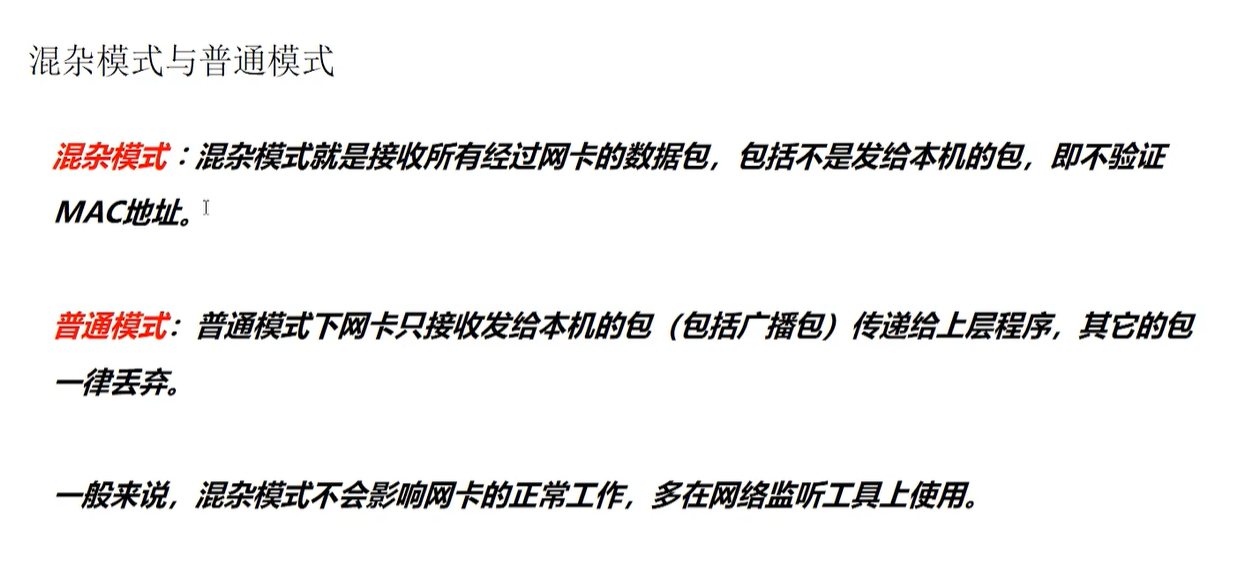 混杂模式与普通模式
混杂模式：混杂模式就是接收所有经过网卡的数据包，包括不是发给本机的包，即不验证
MAC地址。
普通模式：普通模式下网卡只接收发给本机的包（包括广播包）传递给上层程序，其它的包
一律丢弃。
一般来说，混杂模式不会影响网卡的正常工作，多在网络监听工具上使用。